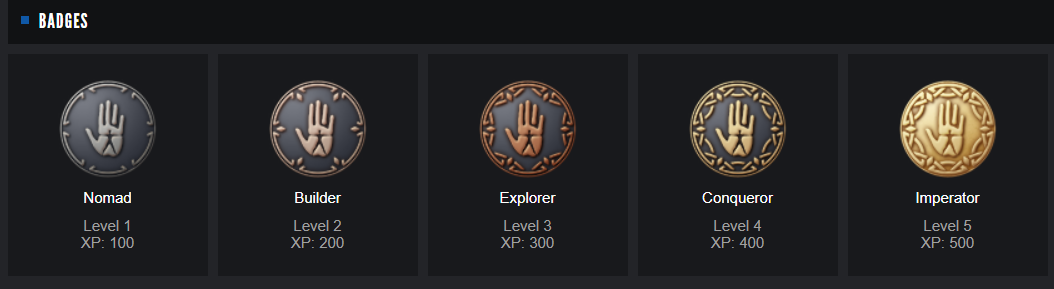 BADGES
Nomad
Level 1
XP: 100
Builder
Level 2
XP: 200
Explorer
Level 3
XP: 300
Conqueror
Level 4
XP: 400
Imperator
Level 5
XP: 500